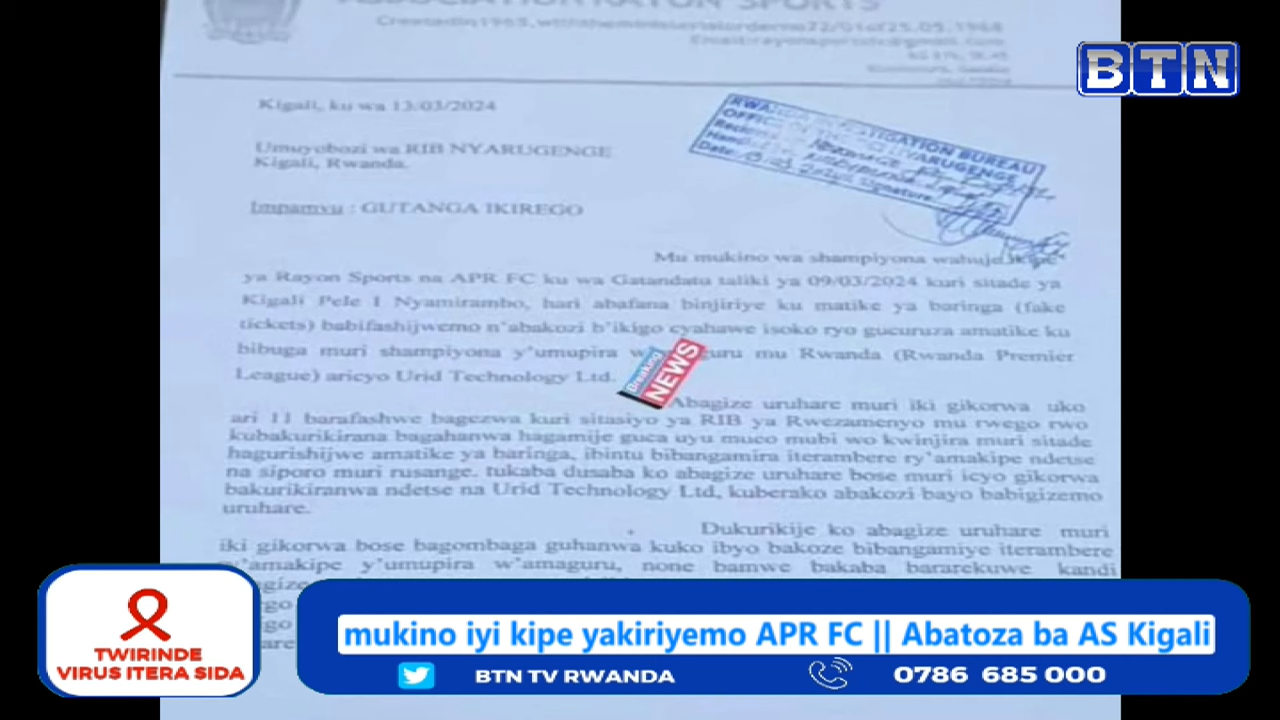 ASSOCIATION RAYON SPORTS
BTN
Kigali, ku wa 13/03/2024
RWANDA INVESTIGATION BUREAU
Umuyobozi wa RIB NYARUGENGE
Kigali, Rwanda.
Impamvu : GUTANGA IKIREGO
Mu mukino wa shampiyona wahuje
ya Rayon Sports na APR FC ku wa Gatandatu taliki ya 09/03/2024 kuri sitade ya
Kigali Pele I Nyamirambo, hari abafana binjiriye ku matike ya baringa (fake
tickets) babifashijwemo n'abakozi b'ikigo cyahawe isoko ryo gucuruza amatike ku
bibuga muri shampiyona y'umupira mu Rwanda (Rwanda Premier
League) aricyo Urid Technology Ltd.
Breaking
NEWS
Abagize uruhare muri iki gikorwa uko
ari 11 barafashwe bagezwa kuri sitasiyo ya RIB ya Rwezamenyo mu rwego rwo
kubakurikirana bagahanwa hagamije guca uyu muco mubi wo kwinjira muri sitade
hagurishijwe amatike ya baringa, ibintu bibangamira iterambere ry'amakipe ndetse
na siporo muri rusange. tukaba dusaba ko abagize uruhare bose muri icyo gikorwa
bakurikiranwa ndetse na Urid Technology Ltd, kuberako abakozi bayo babigizemo
uruhare.
Dukurikije ko abagize uruhare muri
iki gikorwa bose bagombaga guhanwa kuko ibyo bakoze bibangamiye iterambere
y'amakipe y'umupira w'amaguru, none bamwe bakaba bararekuwe kandi
TWIRINDE
VIRUS ITERA SIDA
mukino iyi kipe yakiriyemo APR FC || Abatoza ba AS Kigali
BTN TV RWANDA
0786 685 000